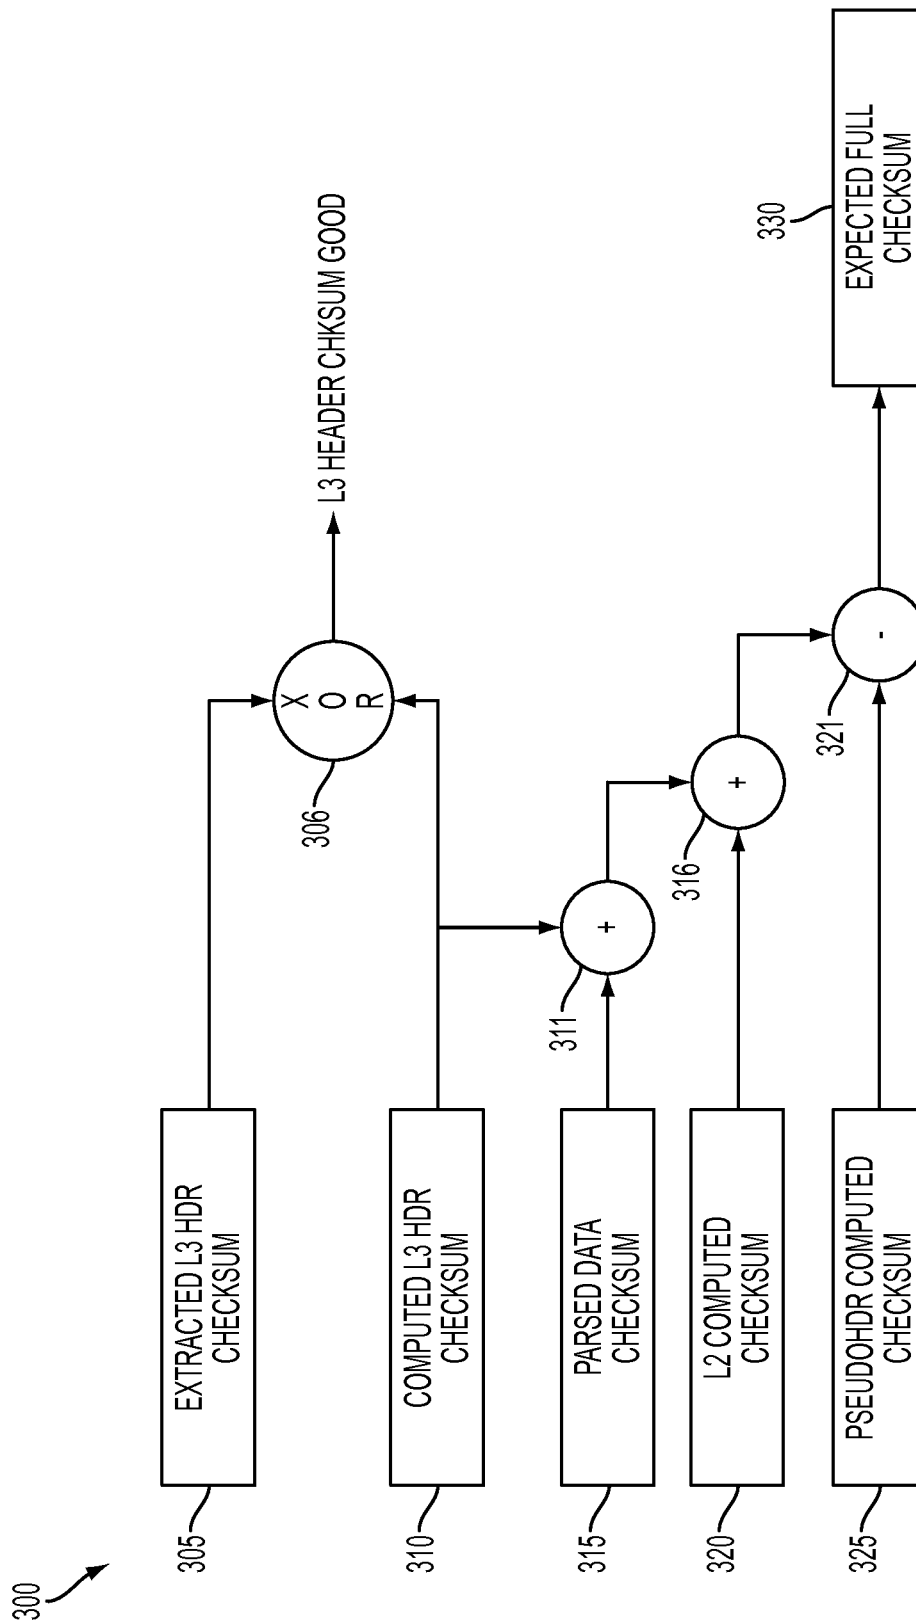 300
305
EXTRACTED L3 HDR
CHECKSUM
X
O
R
306
L3 HEADER CHKSUM GOOD
310
COMPUTED L3 HDR
CHECKSUM
311
+
315
PARSED DATA
CHECKSUM
316
+
320
L2 COMPUTED
CHECKSUM
321
-
325
PSEUDOHDR COMPUTED
CHECKSUM
330
EXPECTED FULL
CHECKSUM